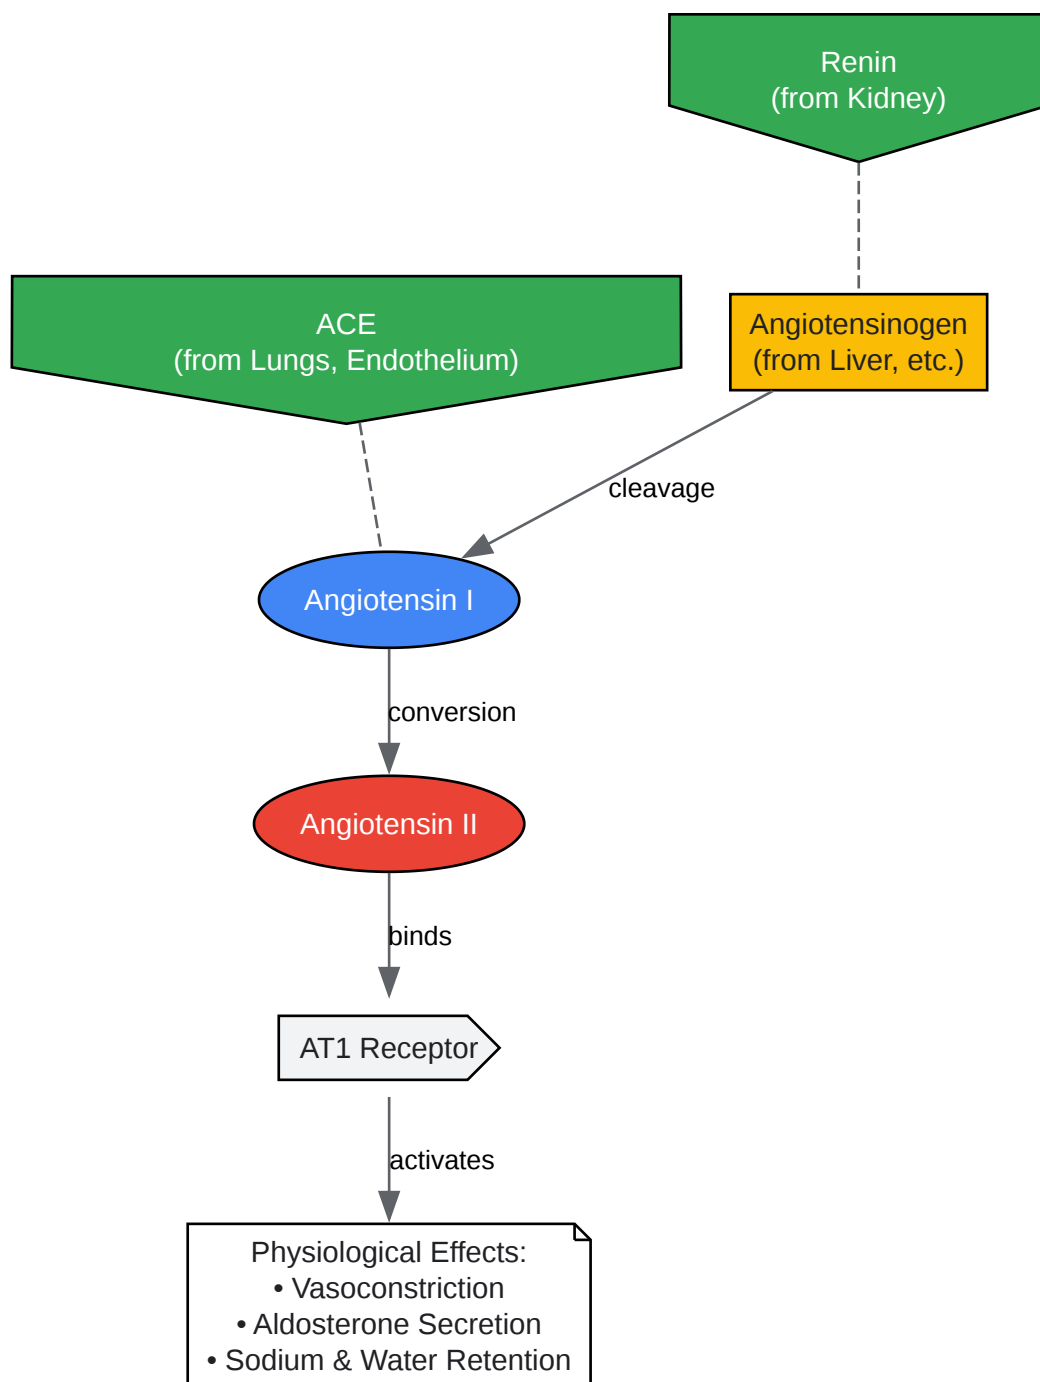 Renin
(from Kidney)
ACE
(from Lungs, Endothelium)
Angiotensinogen
(from Liver, etc.)
cleavage
Angiotensin I
conversion
Angiotensin II
binds
AT1 Receptor
activates
Physiological Effects:
• Vasoconstriction
• Aldosterone Secretion
• Sodium & Water Retention